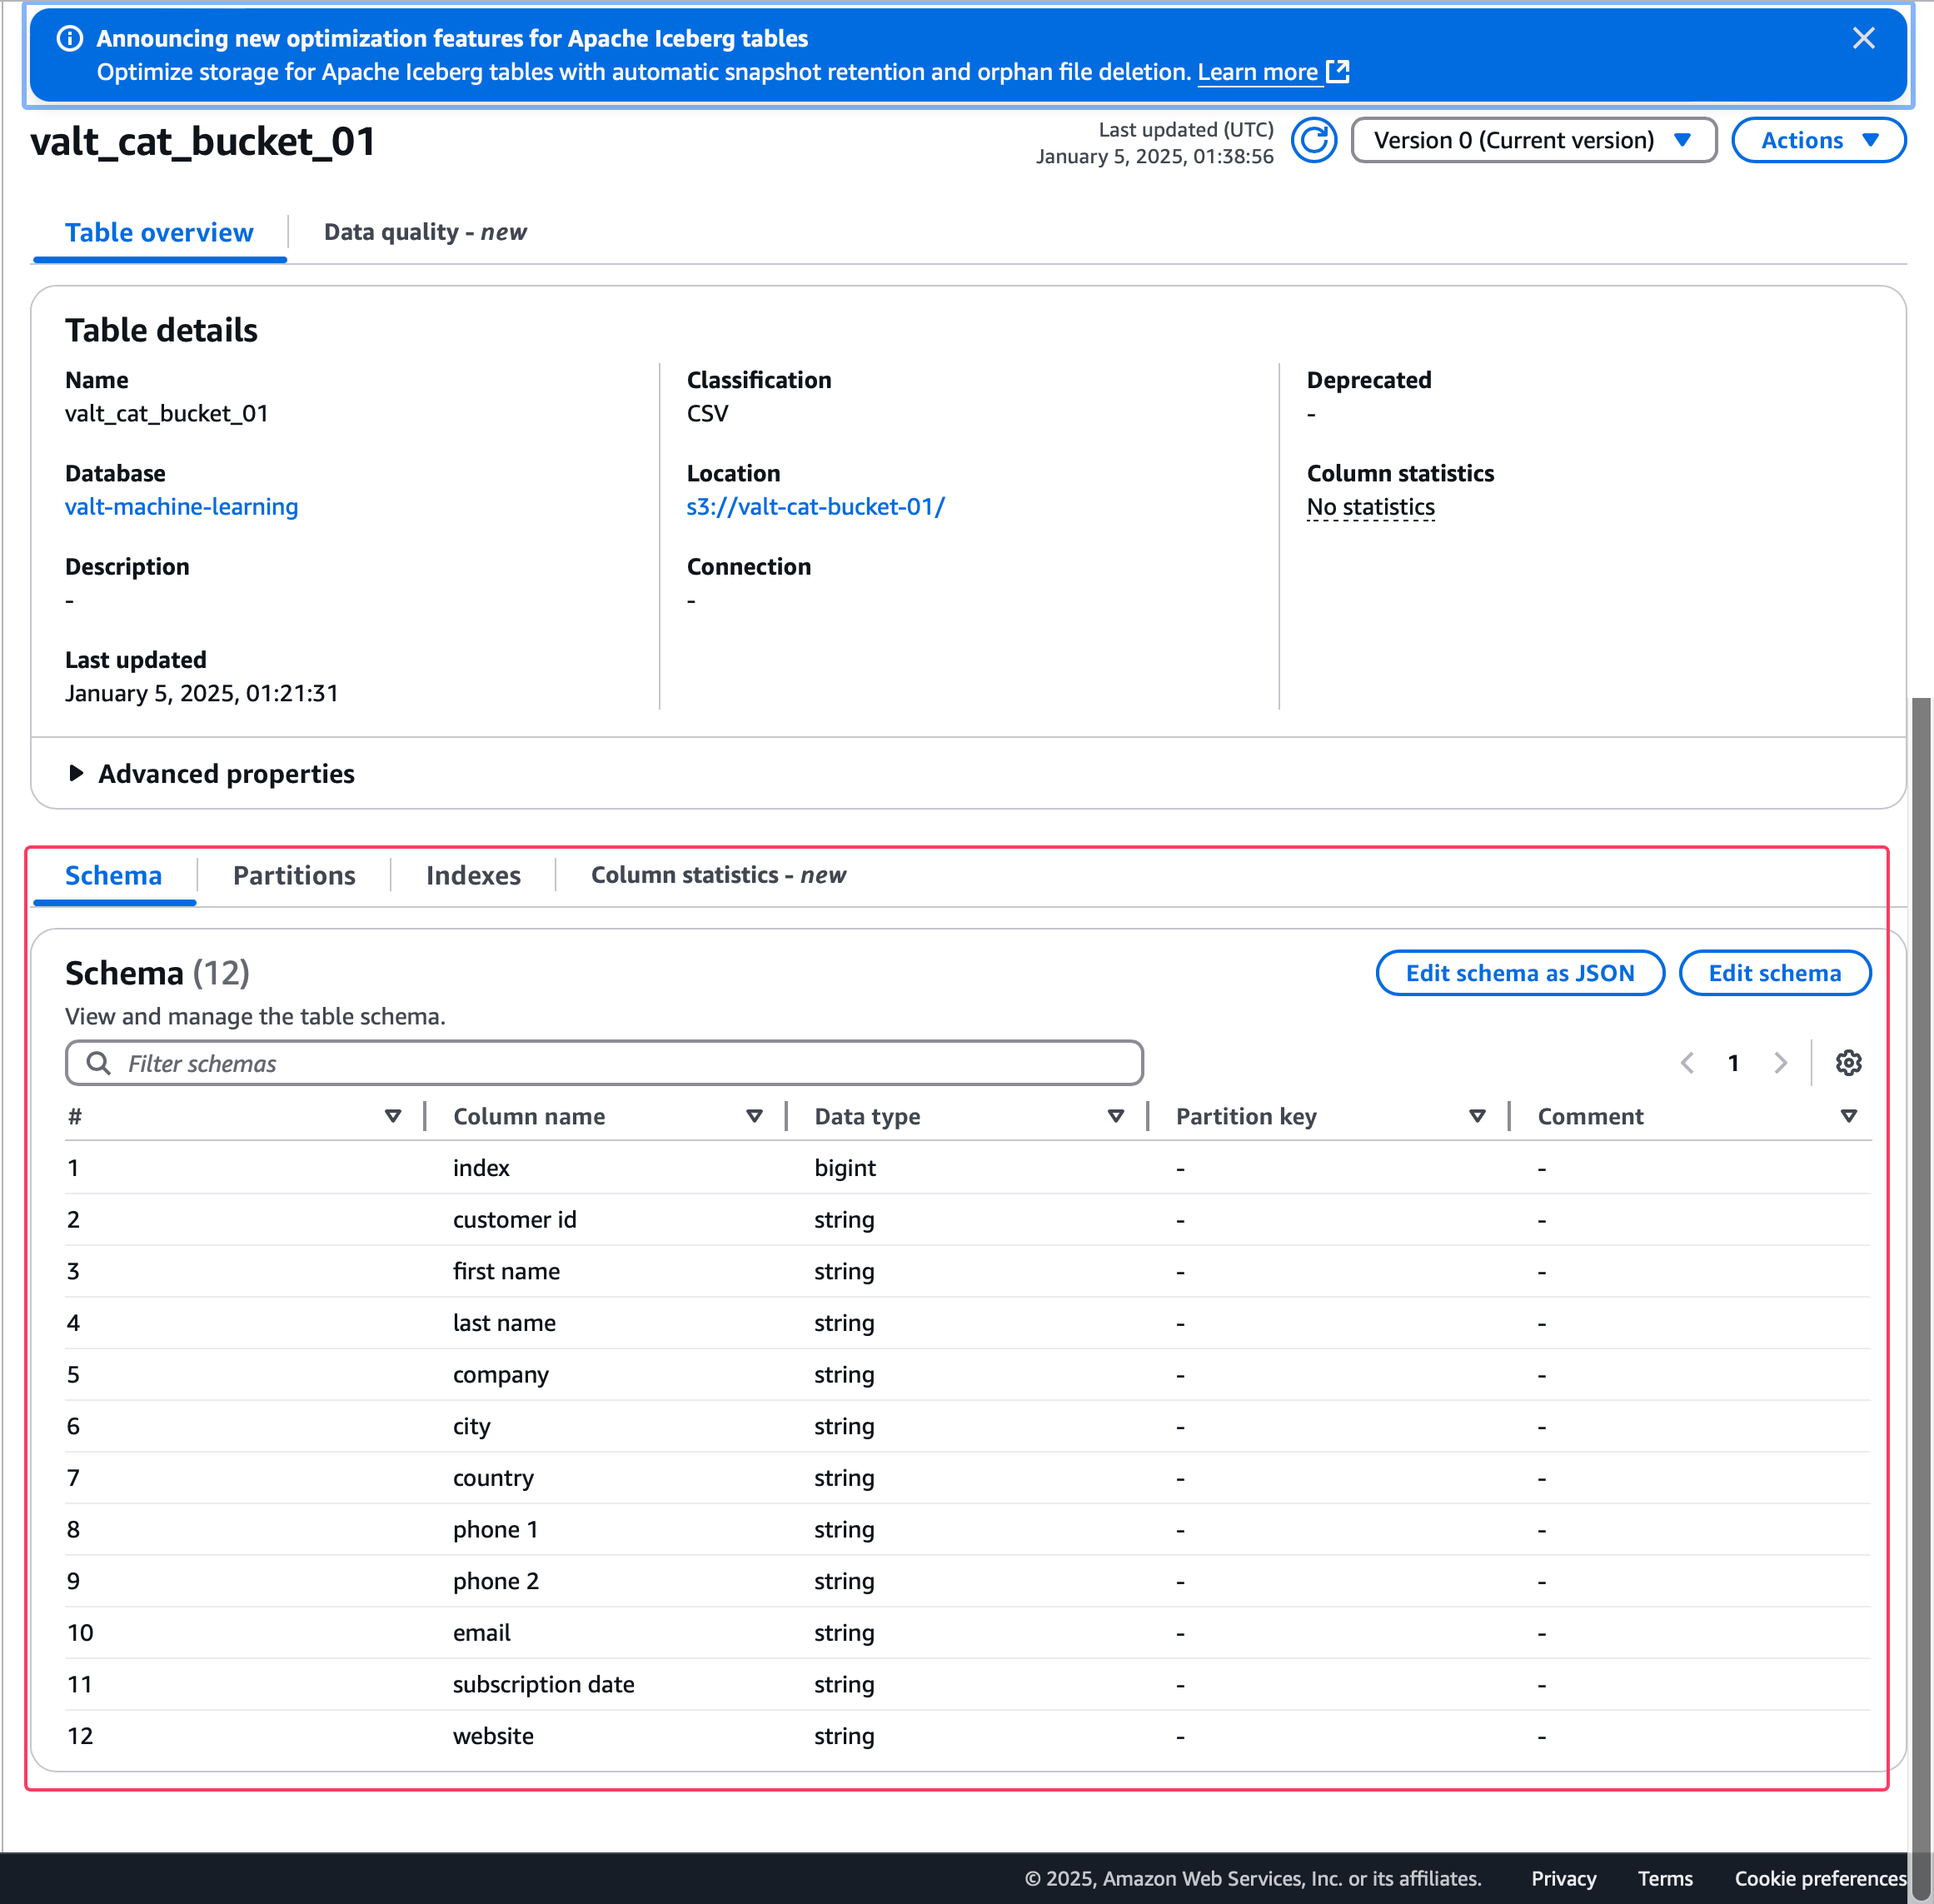 Announcing new optimization features for Apache Iceberg tables
Optimize storage for Apache Iceberg tables with automatic snapshot retention and orphan file deletion. Learn more
valt_cat_bucket_01
Last updated (UTC)
January 5, 2025, 01:38:56
Version 0 (Current version)
Actions
Table overview
Data quality - new
Table details
Name
valt_cat_bucket_01
Database
valt-machine-learning
Description
-
Last updated
January 5, 2025, 01:21:31
Classification
CSV
Location
s3://valt-cat-bucket-01/
Connection
-
Deprecated
-
Column statistics
No statistics
Advanced properties
Schema Partitions Indexes Column statistics - new
Schema (12)
Edit schema as JSON
Edit schema
View and manage the table schema.
Filter schemas
1
# Column name Data type Partition key Comment
1 index bigint - -
2 customer id string - -
3 first name string - -
4 last name string - -
5 company string - -
6 city string - -
7 country string - -
8 phone 1 string - -
9 phone 2 string - -
10 email string - -
11 subscription date string - -
12 website string - -
© 2025, Amazon Web Services, Inc. or its affiliates. Privacy Terms Cookie preferences